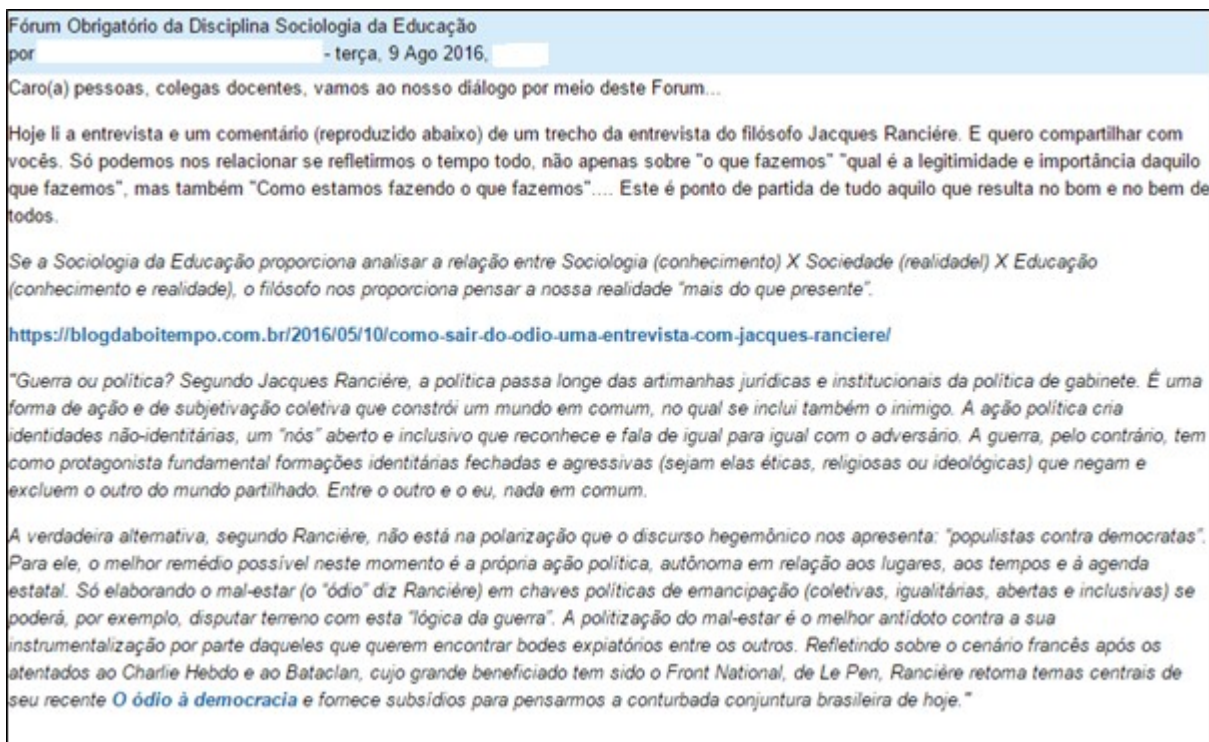 Fórum Obrigatório da Disciplina Sociologia da Educação
por - terça, 9 Ago 2016,
Caro(a) pessoas, colegas docentes, vamos ao nosso diálogo por meio deste Forum...
Hoje li a entrevista e um comentário (reproduzido abaixo) de um trecho da entrevista do filósofo Jacques Ranciére. E quero compartilhar com
vocês. Só podemos nos relacionar se refletirmos o tempo todo, não apenas sobre "o que fazemos" "qual é a legitimidade e importância daquilo
que fazemos", mas também "Como estamos fazendo o que fazemos".... Este é ponto de partida de tudo aquilo que resulta no bom e no bem de
todos.
Se a Sociologia da Educação proporciona analisar a relação entre Sociologia (conhecimento) X Sociedade (realidadel) X Educação
(conhecimento e realidade), o filósofo nos proporciona pensar a nossa realidade "mais do que presente".
https://blogdaboitempo.com.br/2016/05/10/como-sair-do-odio-uma-entrevista-com-jacques-ranciere/
"Guerra ou política? Segundo Jacques Ranciére, a política passa longe das artimanhas jurídicas e institucionais da política de gabinete. É uma
forma de ação e de subjetivação coletiva que constrói um mundo em comum, no qual se inclui também o inimigo. A ação política cria
identidades não-identitárias, um "nós" aberto e inclusivo que reconhece e fala de igual para igual com o adversário. A guerra, pelo contrário, tem
como protagonista fundamental formações identitárias fechadas e agressivas (sejam elas éticas, religiosas ou ideológicas) que negam e
excluem o outro do mundo partilhado. Entre o outro e o eu, nada em comum.
A verdadeira alternativa, segundo Ranciére, não está na polarização que o discurso hegemônico nos apresenta: "populistas contra democratas".
Para ele, o melhor remédio possível neste momento é a própria ação política, autônoma em relação aos lugares, aos tempos e à agenda
estatal. Só elaborando o mal-estar (o "ódio" diz Ranciére) em chaves políticas de emancipação (coletivas, igualitárias, abertas e inclusivas) se
poderá, por exemplo, disputar terreno com esta "lógica da guerra". A politização do mal-estar é o melhor antídoto contra a sua
instrumentalização por parte daqueles que querem encontrar bodes expiatórios entre os outros. Refletindo sobre o cenário francês após os
atentados ao Charlie Hebdo e ao Bataclan, cujo grande beneficiado tem sido o Front National, de Le Pen, Ranciére retoma temas centrais de
seu recente O ódio à democracia e fornece subsídios para pensarmos a conturbada conjuntura brasileira de hoje."